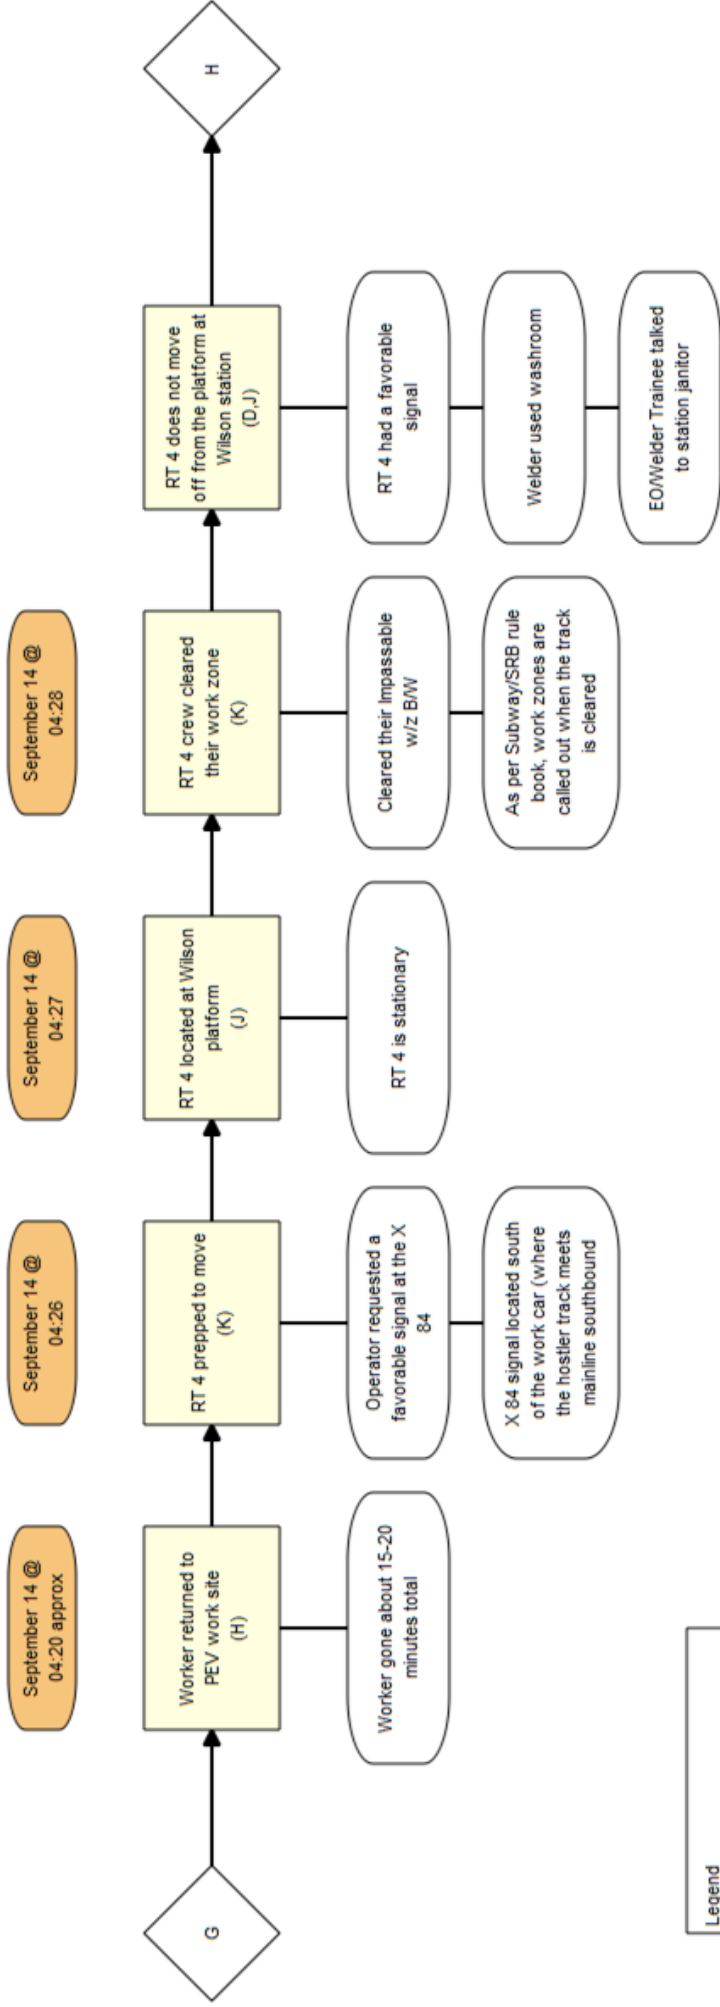 G
September 14 @
04:20 approx
Worker returned to
PEV work site
(H)
Worker gone about 15-20
minutes total
September 14 @
04:26
RT 4 prepped to move
(K)
Operator requested a
favorable signal at the X
84
X 84 signal located south
of the work car (where
the hostler track meets
mainline southbound
September 14 @
04:27
RT 4 located at Wilson
platform
(J)
RT 4 is stationary
September 14 @
04:28
RT 4 crew cleared
their work zone
(K)
Cleared their Impassable
w/z B/W
As per Subway/SRB rule
book, work zones are
called out when the track
is cleared
RT 4 does not move
off from the platform at
Wilson station
(D,J)
RT 4 had a favorable
signal
Welder used washroom
EO/Welder Trainee talked
to station janitor
H
Legend